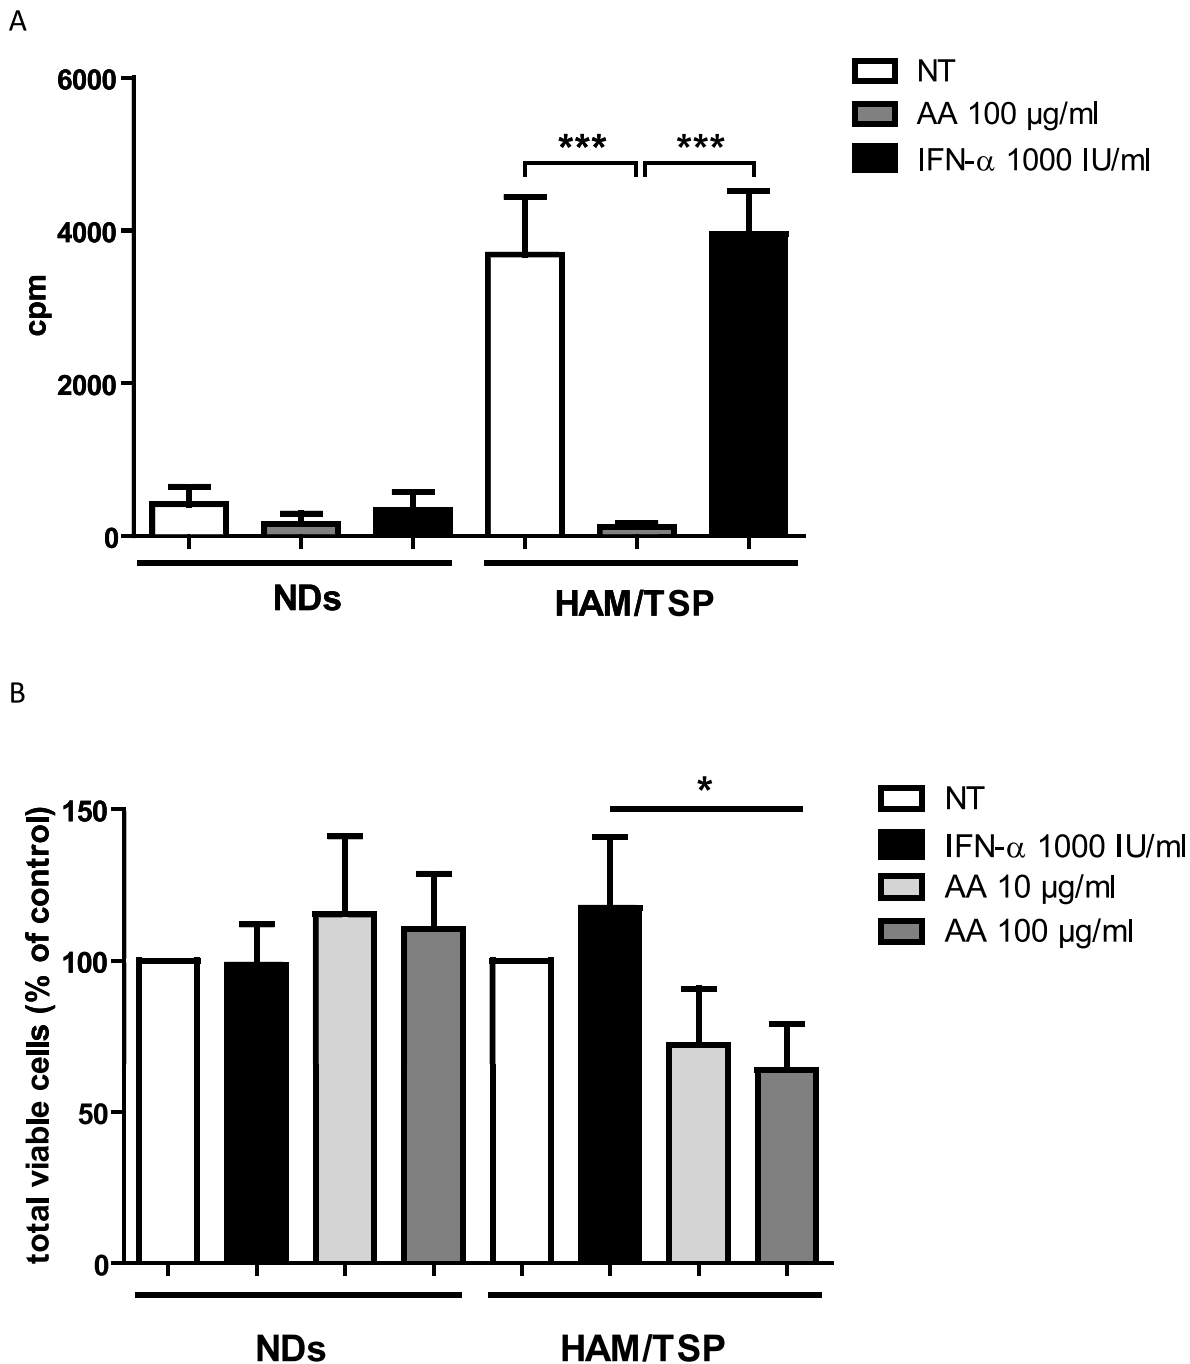 A
6000
4000
2000
0
cpm
*** ***
NDs
HAM/TSP
NT
AA 100 µg/ml
IFN-α 1000 IU/ml
B
150
100
50
0
total viable cells (% of control)
*
NDs
HAM/TSP
NT
IFN-α 1000 IU/ml
AA 10 µg/ml
AA 100 µg/ml